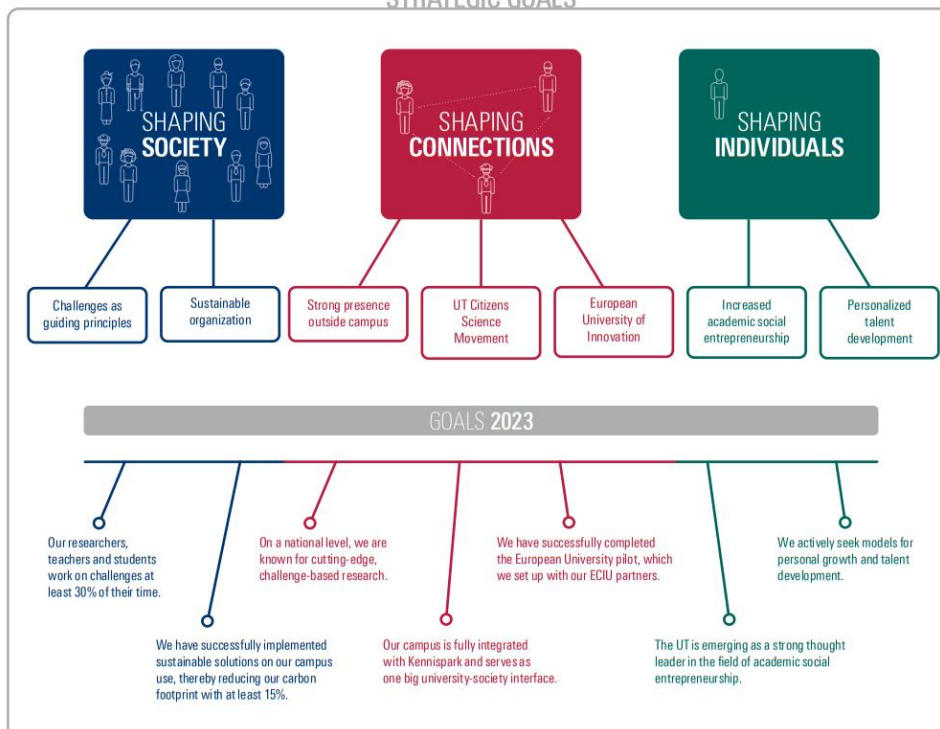 STRATEGIC GOALS
SHAPING
SOCIETY
SHAPING
CONNECTIONS
SHAPING
INDIVIDUALS
Challenges as
guiding principles
Sustainable
organization
Strong presence
outside campus
UT Citizens
Science
Movement
European
University of
Innovation
Increased
academic social
entrepreneurship
Personalized
talent
development
GOALS 2023
Our researchers,
teachers and students
work on challenges at
least 30% of their time.
On a national level, we are
known for cutting-edge,
challenge-based research.
We have successfully completed
the European University pilot, which
we set up with our ECIU partners.
We actively seek models for
personal growth and talent
development.
We have successfully implemented
sustainable solutions on our campus
use, thereby reducing our carbon
footprint with at least 15%.
Our campus is fully integrated
with Kennispark and serves as
one big university-society interface.
The UT is emerging as a strong thought
leader in the field of academic social
entrepreneurship.